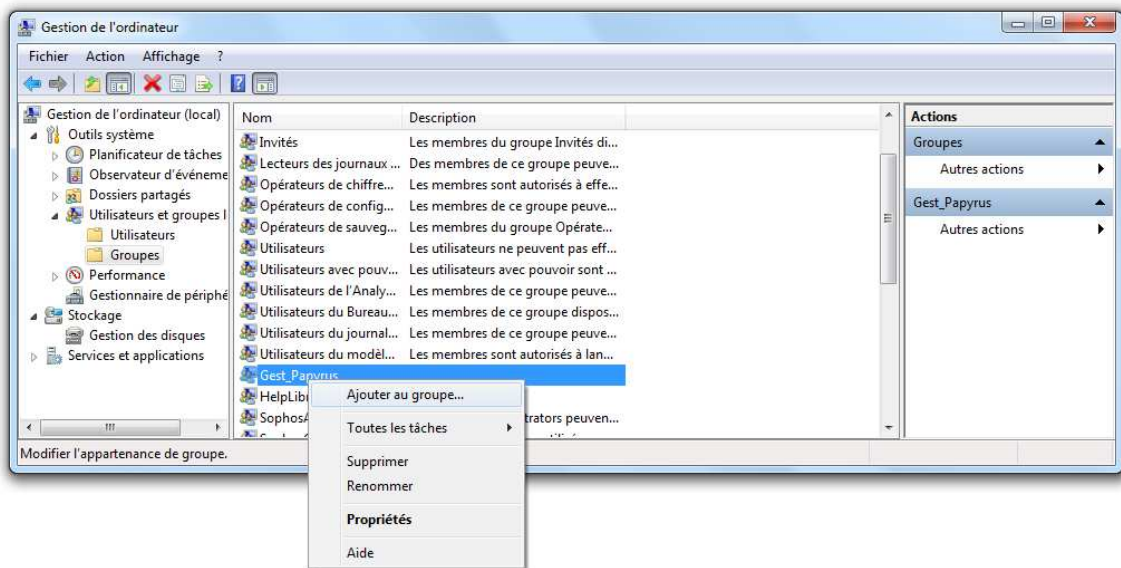 Gestion de l'ordinateur
Fichier Action Affichage ?
Gestion de l'ordinateur (local)
Outils système
Planificateur de tâches
Observateur d'événeme
Dossiers partagés
Utilisateurs et groupes l
Utilisateurs
Groupes
Performance
Gestionnaire de périphé
Stockage
Gestion des disques
Services et applications
Nom Description
Invités Les membres du groupe Invités di...
Lecteurs des journaux ... Des membres de ce groupe peuve...
Opérateurs de chiffre... Les membres sont autorisés à effe...
Opérateurs de config... Les membres de ce groupe peuve...
Opérateurs de sauveg... Les membres du groupe Opérate...
Utilisateurs Les utilisateurs ne peuvent pas eff...
Utilisateurs avec pouv... Les utilisateurs avec pouvoir sont ...
Utilisateurs de l'Analy... Les membres de ce groupe peuve...
Utilisateurs du Bureau... Les membres de ce groupe dispos...
Utilisateurs du journal... Les membres de ce groupe peuve...
Utilisateurs du modèl... Les membres sont autorisés à lan...
Gest_Papyrus
HelpLib
SophosA trators peuven...
Ajouter au groupe...
Toutes les tâches
Supprimer
Renommer
Propriétés
Aide
Actions
Groupes
Autres actions
Gest_Papyrus
Autres actions
Modifier l'appartenance de groupe.